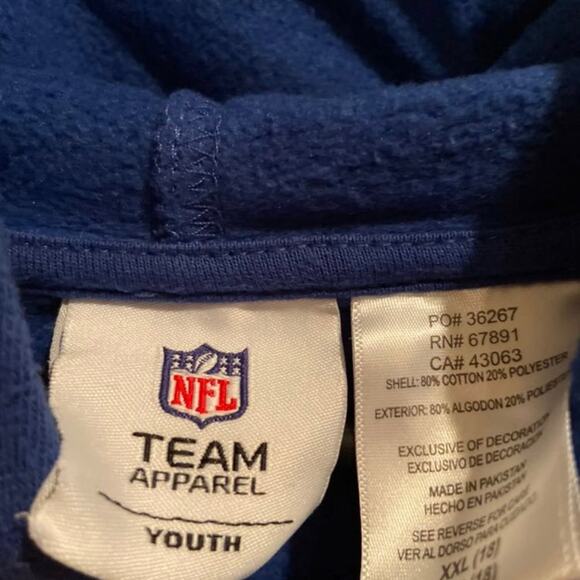 NFL
TEAM
APPAREL
YOUTH
PO# 36267
RN# 67891
CA# 43063
SHELL: 80% COTTON 20% POLYESTER
EXTERIOR: 80% ALGODON 20%
EXCLUSIVE OF DECORATION
EXCLUSIVO DE DECORACION
MADE IN PAKISTAN
HECHO EN PAKISTAN
SEE REVERSE FOR CARE
VER AL DORSO PARA CUIDADO
XXL (18)